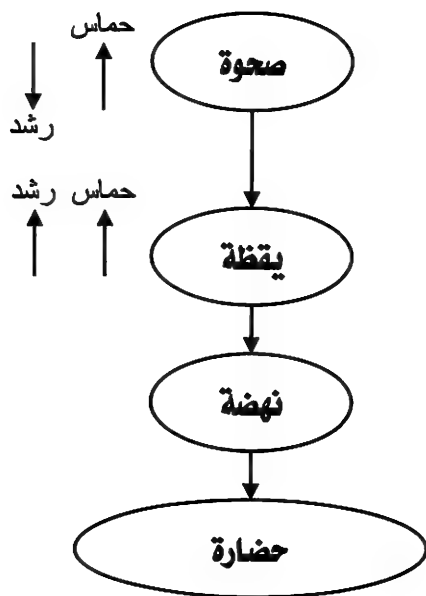 حماس
صحوة
رشد
حماس رشد
يقظة
نهضة
حضارة